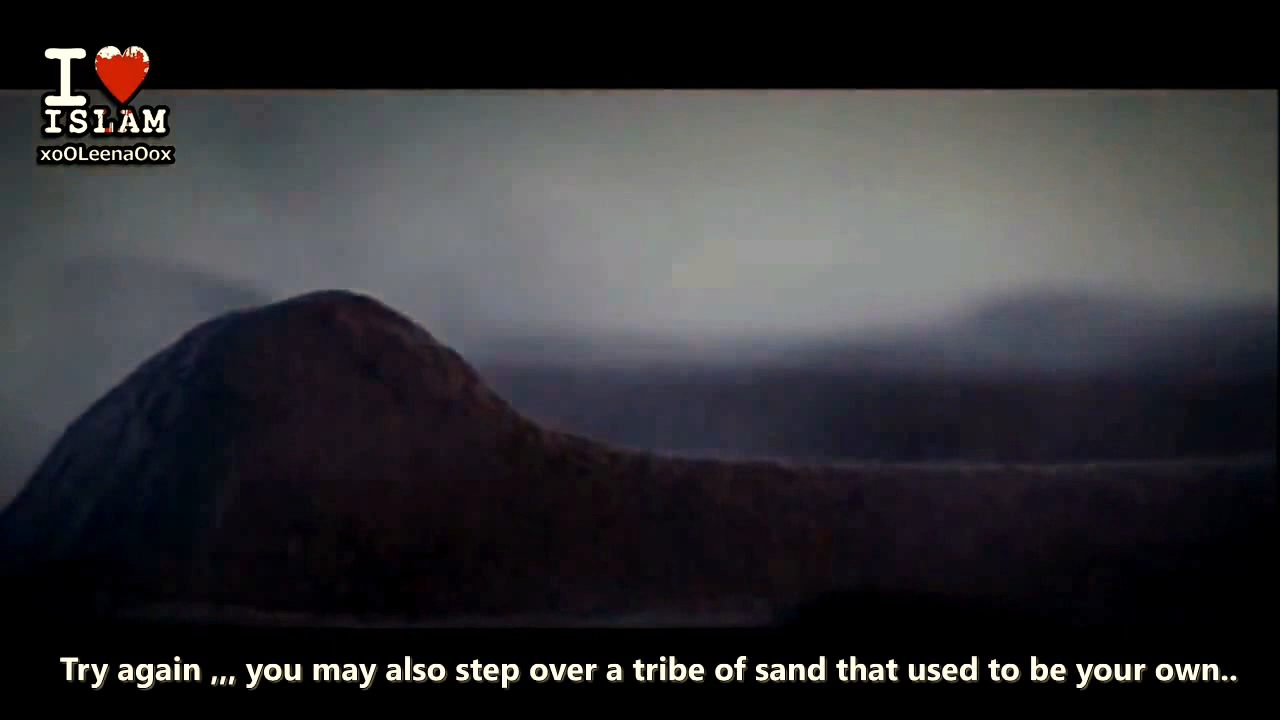 I
ISLAM
xoOLeenaOox
Try again ,,, you may also step over a tribe of sand that used to be your own..